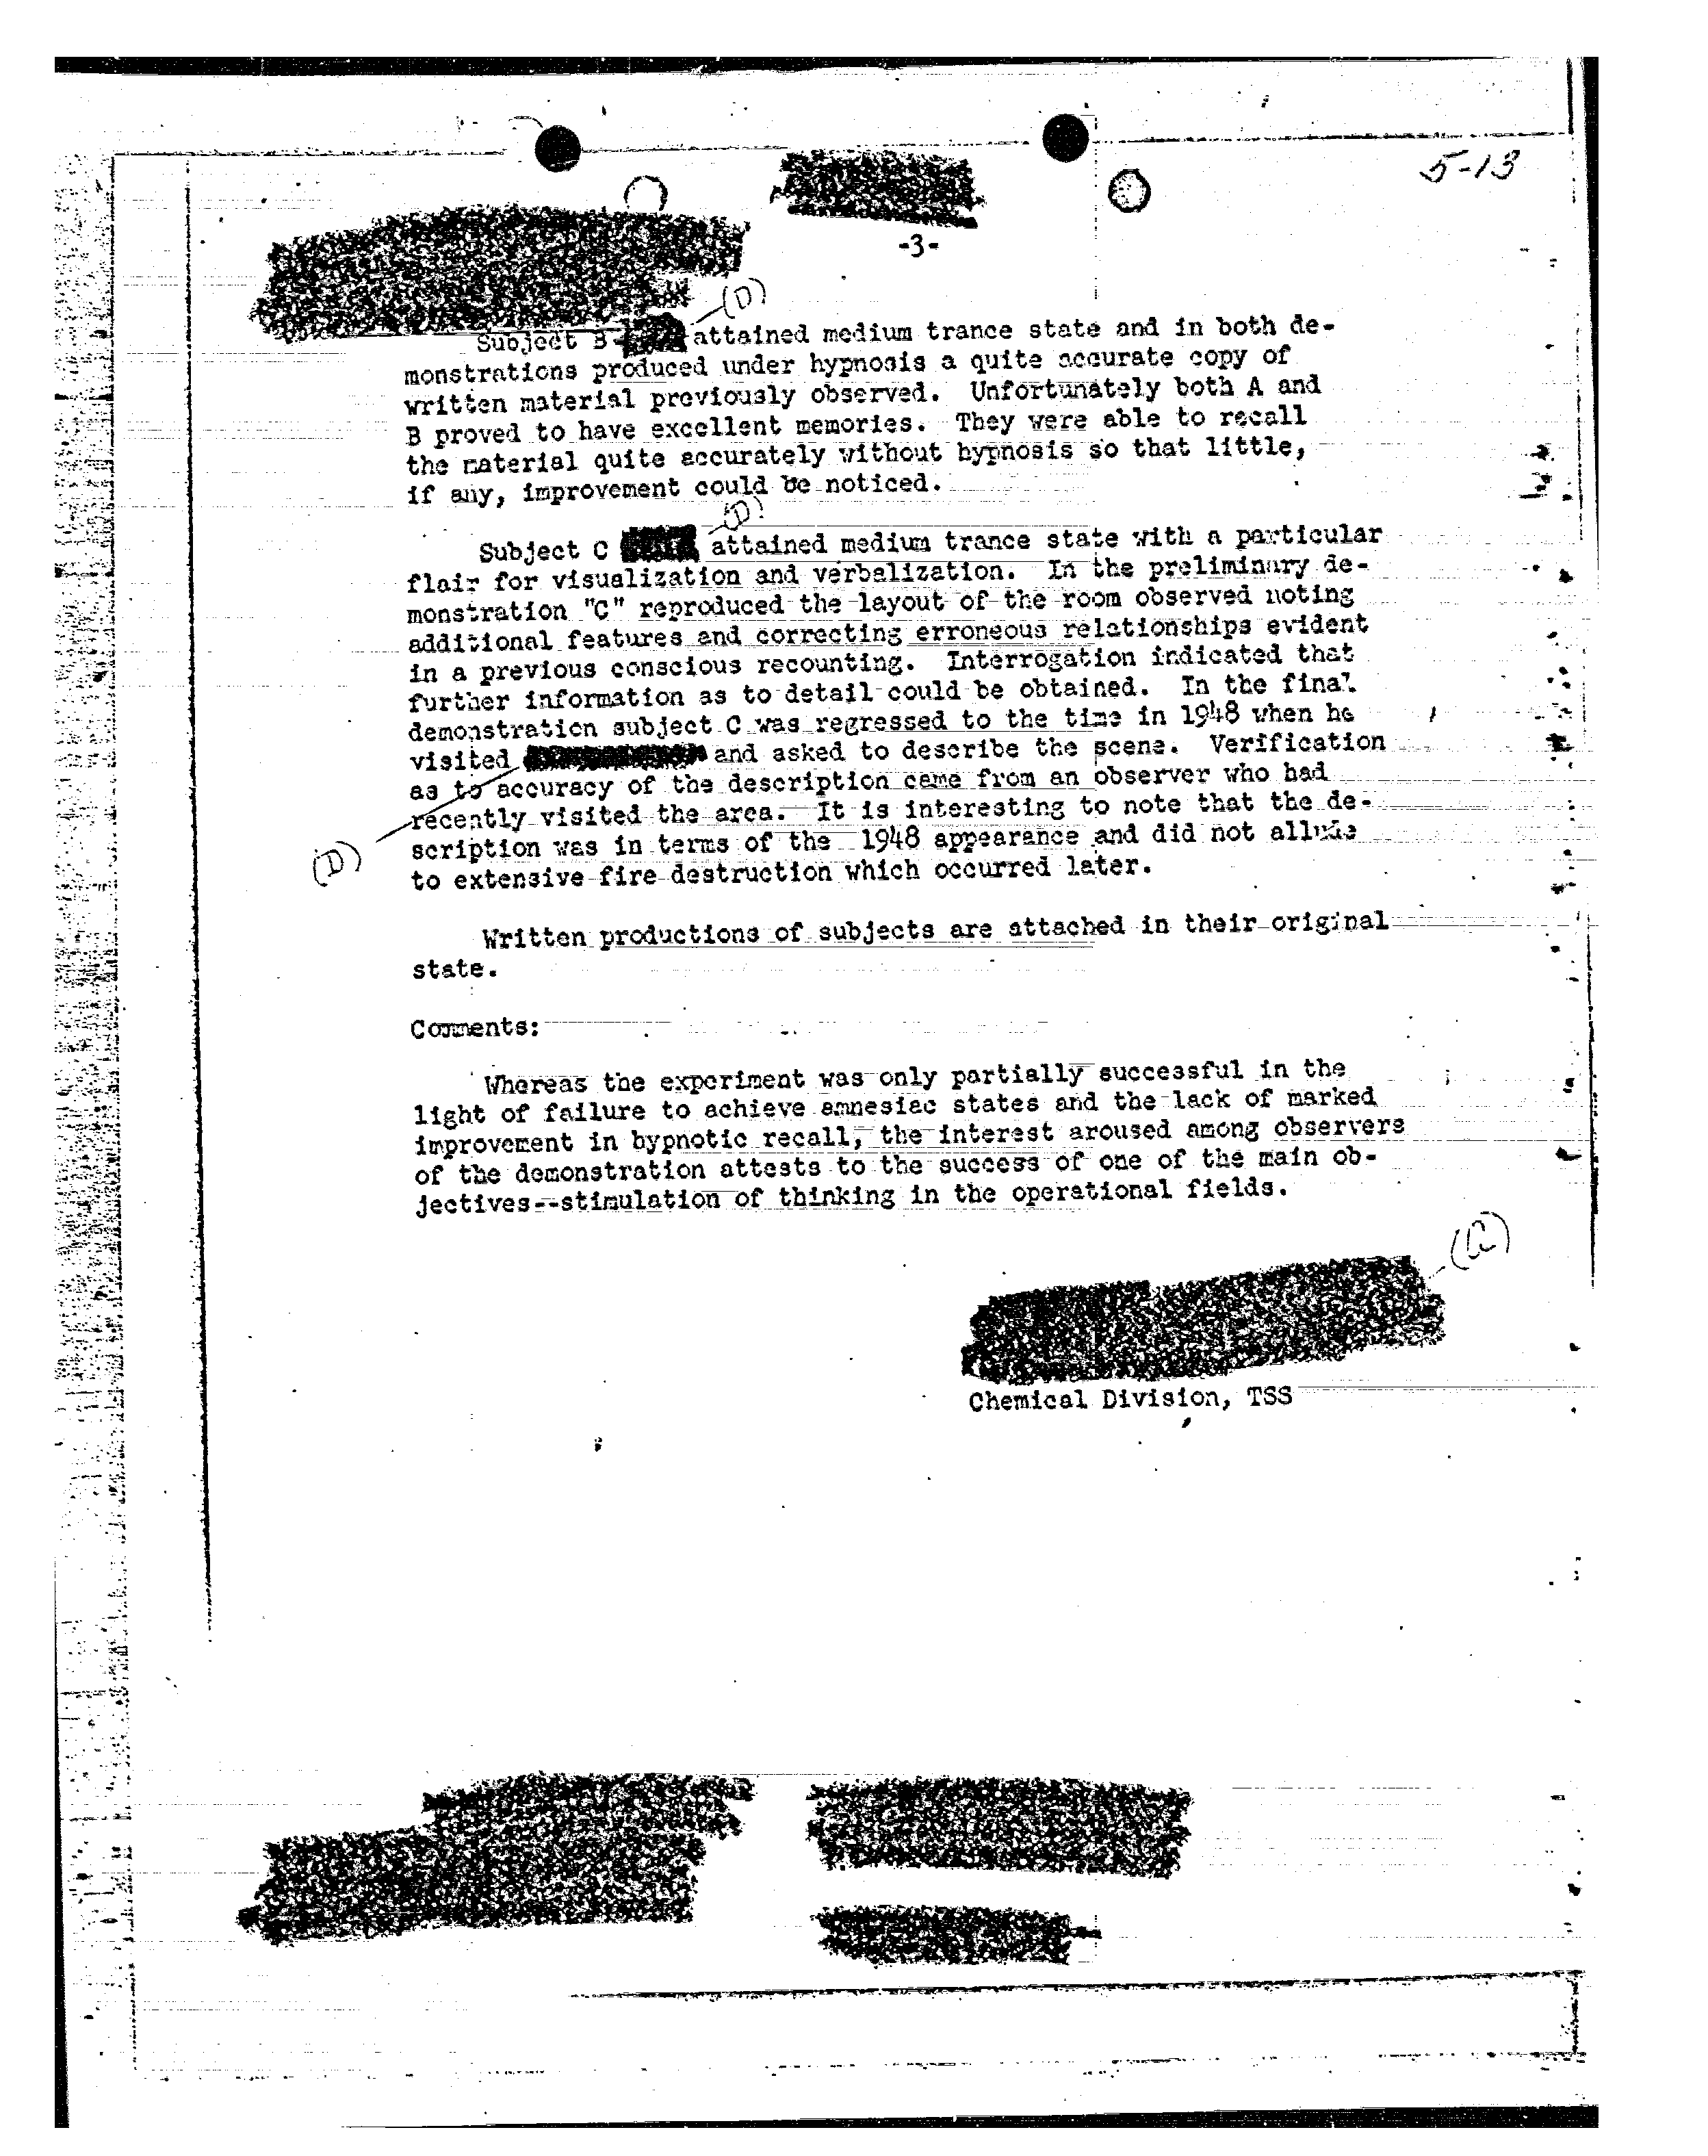 5-13
-3-
(D)
Subject B- attained medium trance state and in both de-
monstrations produced under hypnosis a quite accurate copy of
written material previously observed. Unfortunately both A and
B proved to have excellent memories. They were able to recall
the material quite accurately without hypnosis so that little,
if any, improvement could be noticed.
(D)
Subject C attained medium trance state with a particular
flair for visualization and verbalization. In the preliminary de-
monstration "C" reproduced the layout of the room observed noting
additional features and correcting erroneous relationships evident
in a previous conscious recounting. Interrogation indicated that
further information as to detail could be obtained. In the final
demonstration subject C was regressed to the time in 1948 when he
visited and asked to describe the scene. Verification
as to accuracy of the description came from an observer who had
recently visited the area. It is interesting to note that the de-
scription was in terms of the 1948 appearance and did not allude
(D)
to extensive fire destruction which occurred later.
Written productions of subjects are attached in their original
state.
Comments:
Whereas the experiment was only partially successful in the
light of failure to achieve amnesiac states and the lack of marked
improvement in hypnotic recall, the interest aroused among observers
of the demonstration attests to the success of one of the main ob-
jectives--stimulation of thinking in the operational fields.
Chemical Division, TSS